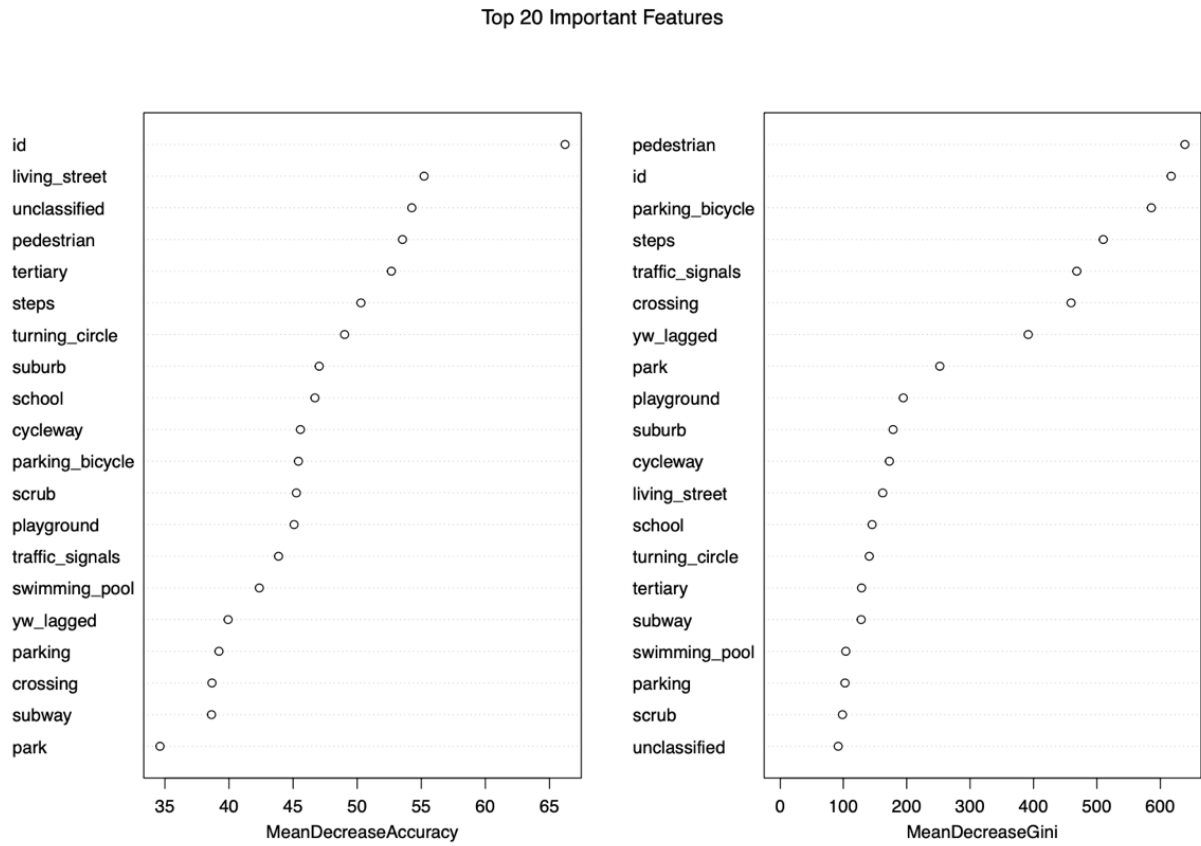 Top 20 Important Features
id
living_street
unclassified
pedestrian
tertiary
steps
turning_circle
suburb
school
cycleway
parking_bicycle
scrub
playground
traffic_signals
swimming_pool
yw_lagged
parking
crossing
subway
park
35 40 45 50 55 60 65
MeanDecreaseAccuracy
pedestrian
id
parking_bicycle
steps
traffic_signals
crossing
yw_lagged
park
playground
suburb
cycleway
living_street
school
turning_circle
tertiary
subway
swimming_pool
parking
scrub
unclassified
0 100 200 300 400 500 600
MeanDecreaseGini